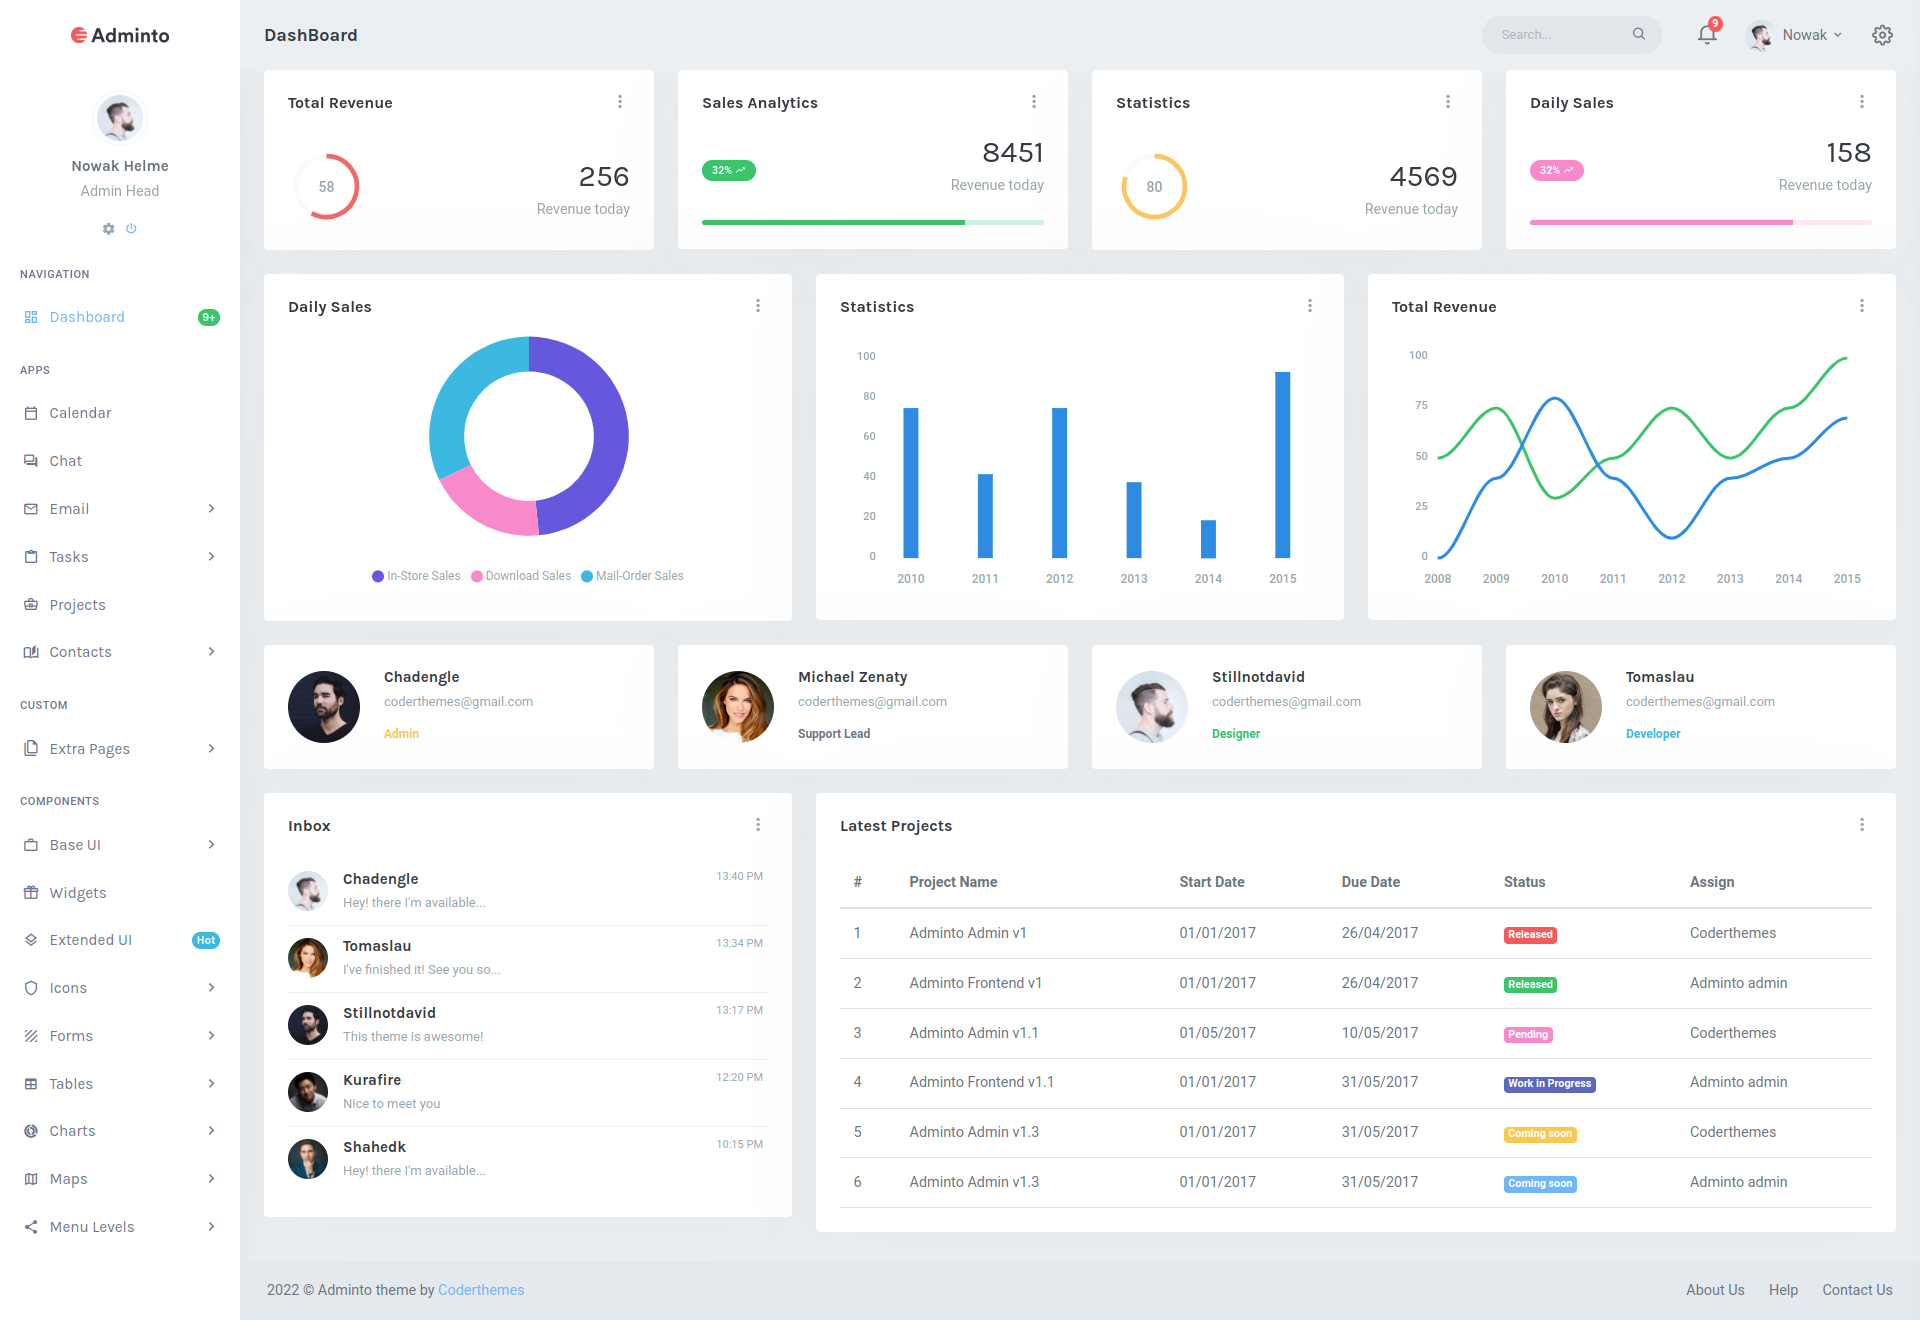 Adminto
Nowak Helme
Admin Head
NAVIGATION
Dashboard 9+
APPS
Calendar
Chat
Email
Tasks
Projects
Contacts
CUSTOM
Extra Pages
COMPONENTS
Base UI
Widgets
Extended UI Hot
Icons
Forms
Tables
Charts
Maps
Menu Levels
DashBoard
Search...
9
Nowak
Total Revenue
58
256
Revenue today
Sales Analytics
32%
8451
Revenue today
Statistics
80
4569
Revenue today
Daily Sales
32%
158
Revenue today
Daily Sales
In-Store Sales Download Sales Mail-Order Sales
Statistics
100
80
60
40
20
0
2010 2011 2012 2013 2014 2015
Total Revenue
100
75
50
25
0
2008 2009 2010 2011 2012 2013 2014 2015
Chadengle
coderthemes@gmail.com
Admin
Michael Zenaty
coderthemes@gmail.com
Support Lead
Stillnotdavid
coderthemes@gmail.com
Designer
Tomaslau
coderthemes@gmail.com
Developer
Inbox
Chadengle 13:40 PM
Hey! there I'm available...
Tomaslau 13:34 PM
I've finished it! See you so...
Stillnotdavid 13:17 PM
This theme is awesome!
Kurafire 12:20 PM
Nice to meet you
Shahedk 10:15 PM
Hey! there I'm available...
Latest Projects
# Project Name Start Date Due Date Status Assign
1 Adminto Admin v1 01/01/2017 26/04/2017 Released Coderthemes
2 Adminto Frontend v1 01/01/2017 26/04/2017 Released Adminto admin
3 Adminto Admin v1.1 01/05/2017 10/05/2017 Pending Coderthemes
4 Adminto Frontend v1.1 01/01/2017 31/05/2017 Work in Progress Adminto admin
5 Adminto Admin v1.3 01/01/2017 31/05/2017 Coming soon Coderthemes
6 Adminto Admin v1.3 01/01/2017 31/05/2017 Coming soon Adminto admin
2022 © Adminto theme by Coderthemes
About Us Help Contact Us